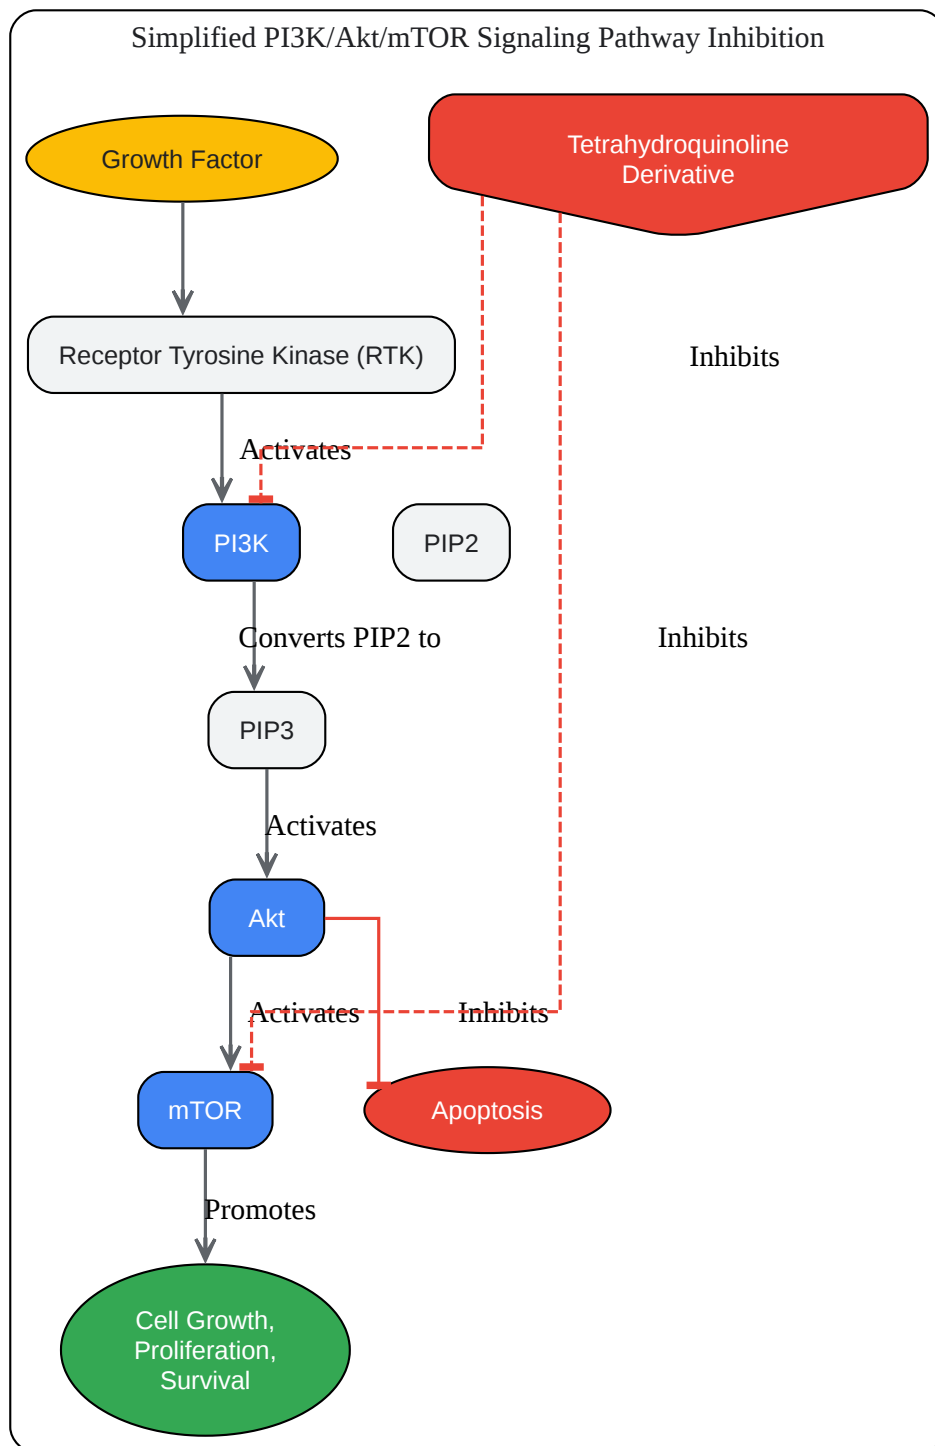 Simplified PI3K/Akt/mTOR Signaling Pathway Inhibition
Growth Factor
Tetrahydroquinoline
Derivative
Receptor Tyrosine Kinase (RTK)
Inhibits
Activates
PI3K
PIP2
Converts PIP2 to
Inhibits
PIP3
Activates
Akt
Activates
Inhibits
mTOR
Apoptosis
Promotes
Cell Growth,
Proliferation,
Survival